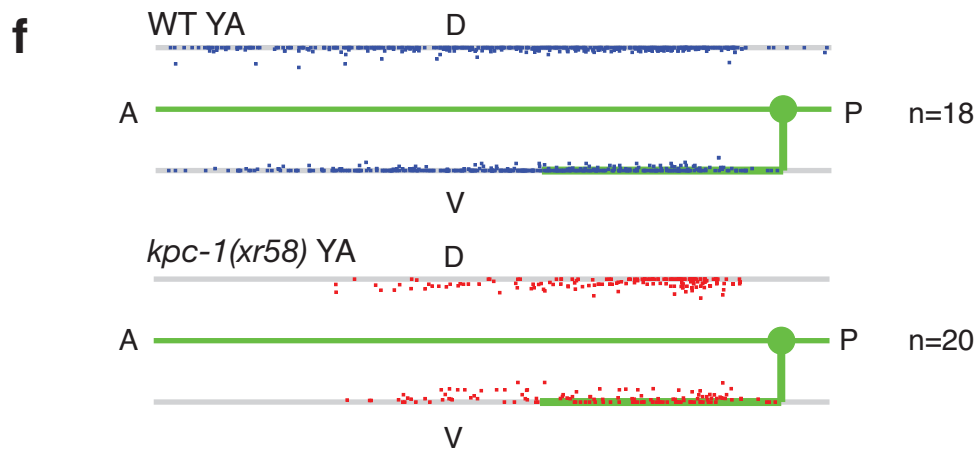 f
WT YA
D
A
P
n=18
V
kpc-1(xr58) YA
D
A
P
n=20
V